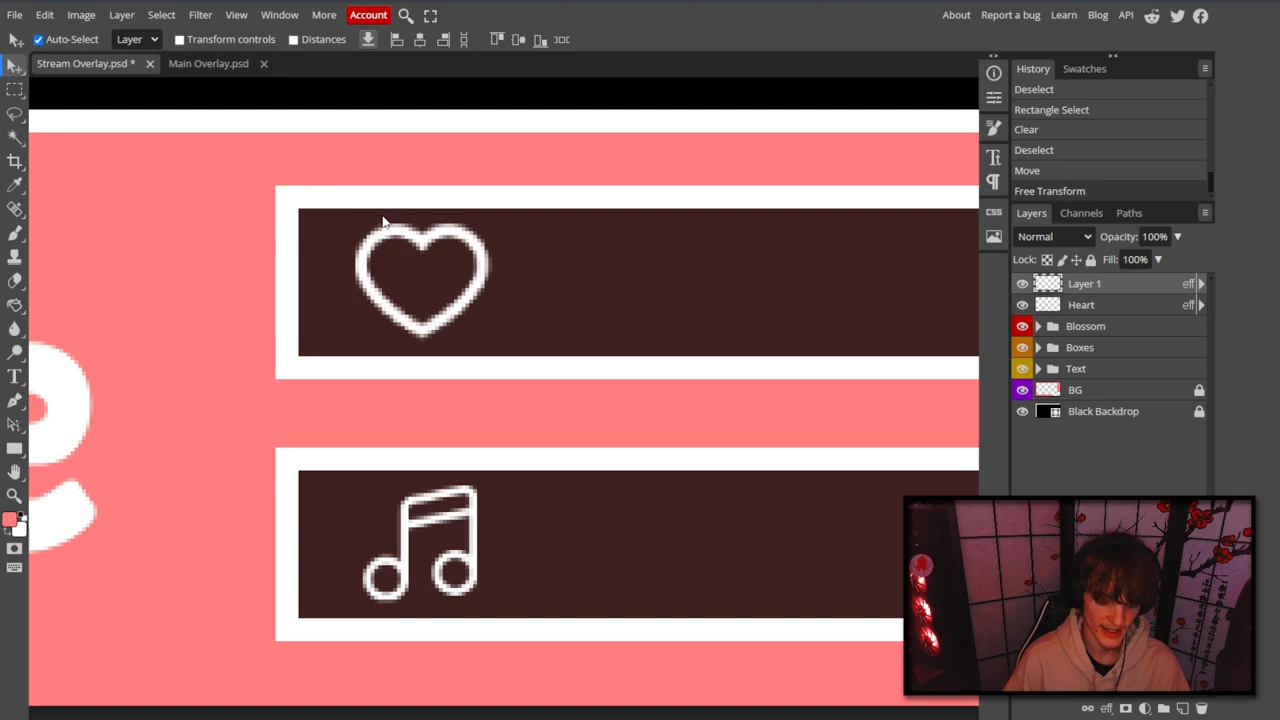 File Edit Image Layer Select Filter View Window More Account About Report a bug Learn Blog API
Auto-Select Layer Transform controls Distances
Stream Overlay.psd * Main Overlay.psd
History Swatches
Deselect
Rectangle Select
Clear
Deselect
Move
Free Transform
Layers Channels Paths
Normal Opacity: 100%
Lock: Fill: 100%
Layer 1 eff
Heart eff
Blossom
Boxes
Text
BG
Black Backdrop
CSS
eff